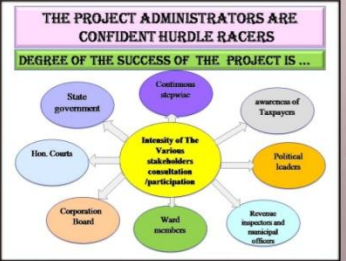 THE PROJECT ADMINISTRATORS ARE
CONFIDENT HURDLE RACERS
DEGREE OF THE SUCCESS OF THE PROJECT IS ...
Continuous
stepwise
State
government
awareness of
Taxpayers
Hon. Courts
Intensity of The
Various
stakeholders
consultation
/participation
Political
leaders
Corporation
Board
Ward
members
Revenue
inspectors and
municipal
officers